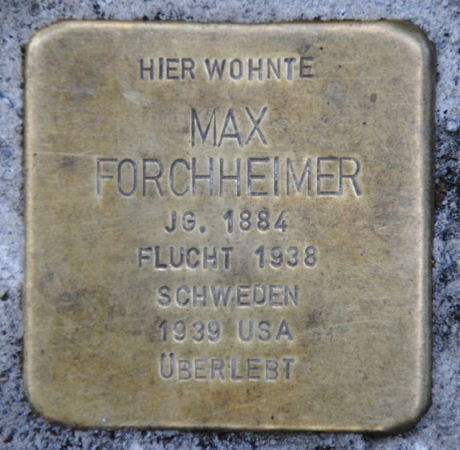 HIER WOHNTE
MAX
FORCHHEIMER
JG. 1884
FLUCHT 1938
SCHWEDEN
1939 USA
ÜBERLEBT